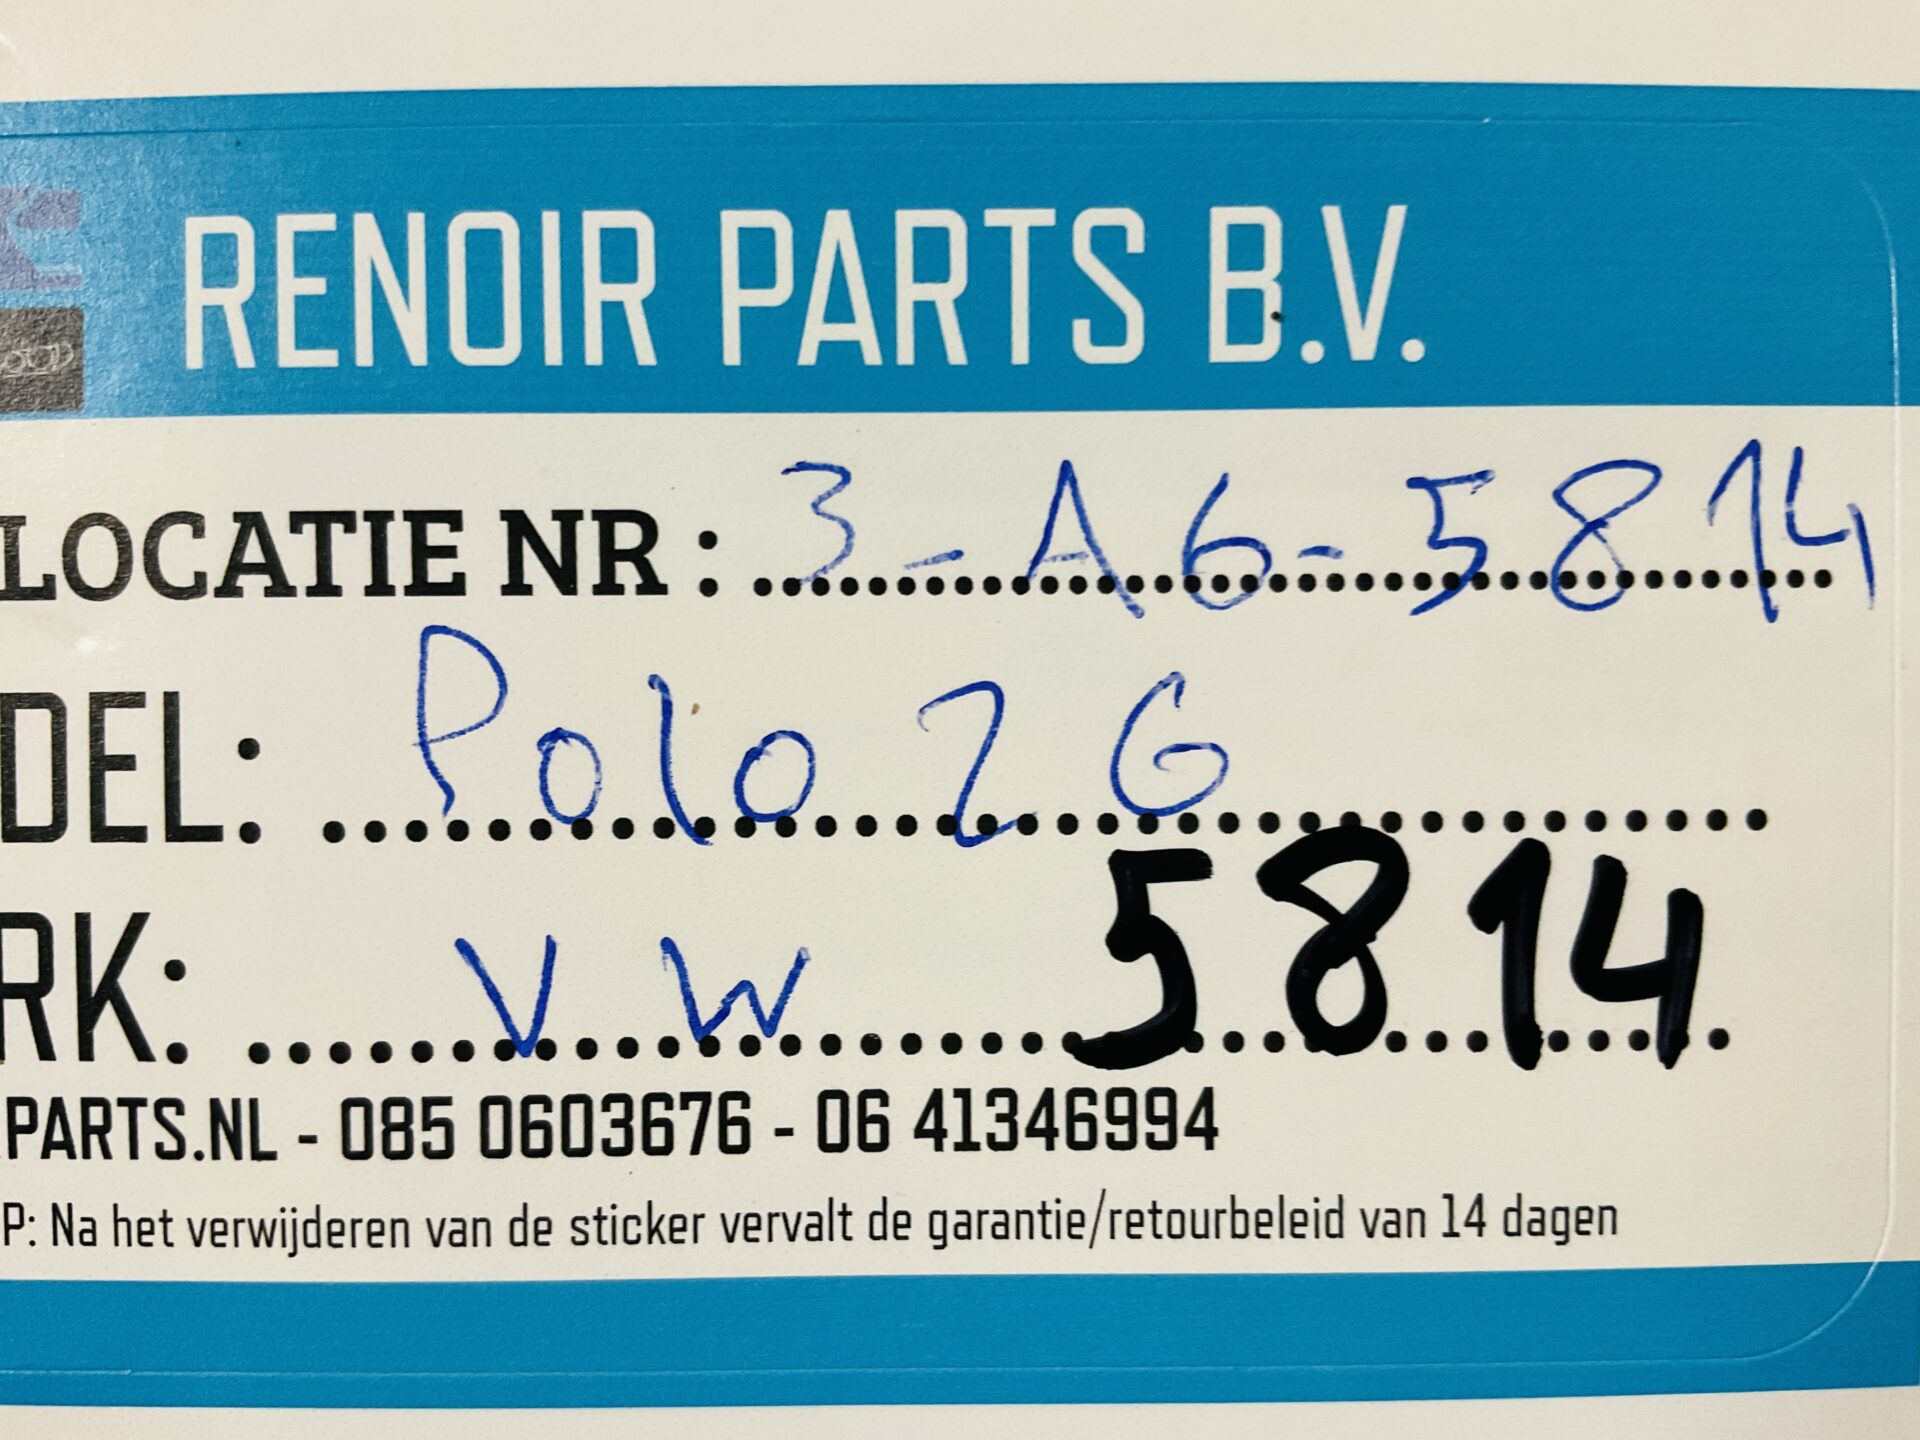 RENOIR PARTS B.V.
LOCATIE NR : 3-A6-5814
DEL: Polo 2G
RK: VW 5814
PARTS.NL - 085 0603676 - 06 41346994
P: Na het verwijderen van de sticker vervalt de garantie/retourbeleid van 14 dagen